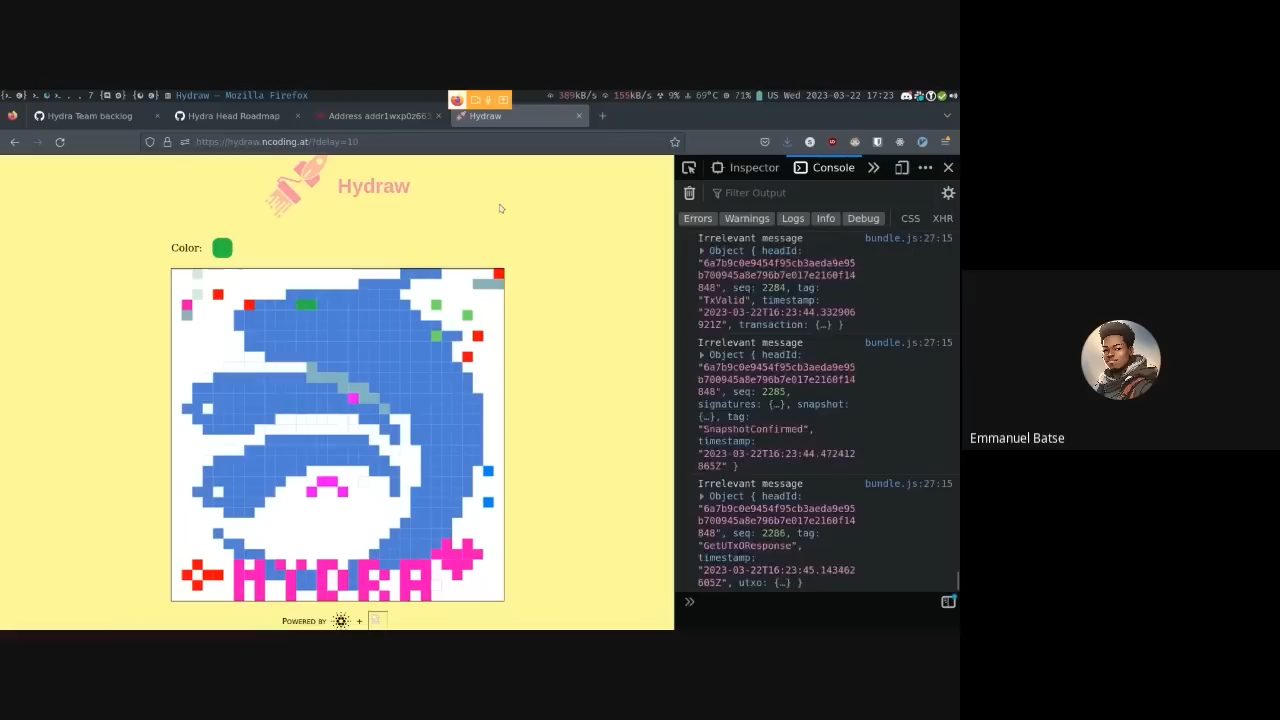 7 Hydraw — Mozilla Firefox 389kB/s 155kB/s 9% 69°C 71% US Wed 2023-03-22 17:23
Hydra Team backlog × Hydra Head Roadmap × Address addr1wxp0z663 × Hydraw × +
https://hydraw.ncoding.at/?delay=10
Hydraw
Color:
HYDRA
POWERED BY +
Inspector Console
Filter Output
Errors Warnings Logs Info Debug CSS XHR
Irrelevant message bundle.js:27:15
Object { headId:
"6a7b9c0e9454f95cb3aeda9e95
b700945a8e796b7e017e2160f14
848", seq: 2284, tag:
"TxValid", timestamp:
"2023-03-22T16:23:44.332906
921Z", transaction: {…} }
Irrelevant message bundle.js:27:15
Object { headId:
"6a7b9c0e9454f95cb3aeda9e95
b700945a8e796b7e017e2160f14
848", seq: 2285,
signatures: {…}, snapshot:
{…}, tag:
"SnapshotConfirmed",
timestamp:
"2023-03-22T16:23:44.472412
865Z" }
Irrelevant message bundle.js:27:15
Object { headId:
"6a7b9c0e9454f95cb3aeda9e95
b700945a8e796b7e017e2160f14
848", seq: 2286, tag:
"GetUTxOResponse",
timestamp:
"2023-03-22T16:23:45.143462
605Z", utxo: {…} }
Emmanuel Batse